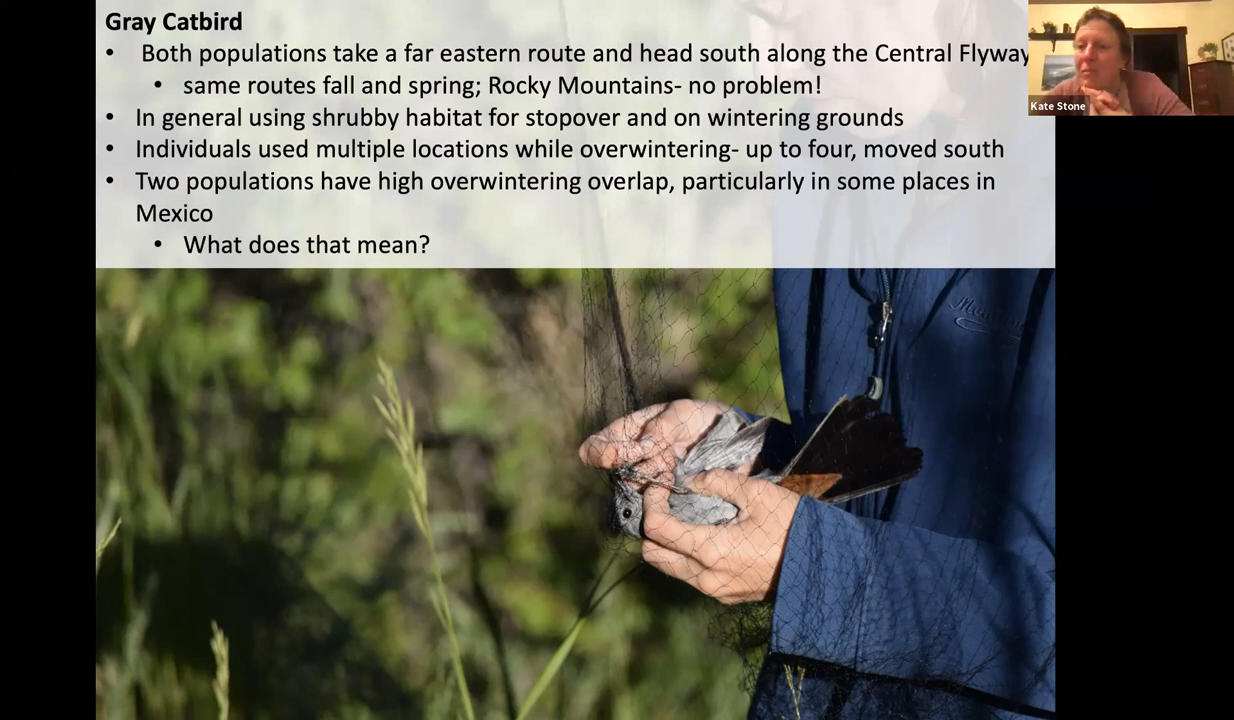 Gray Catbird
• Both populations take a far eastern route and head south along the Central Flyway
• same routes fall and spring; Rocky Mountains- no problem!
• In general using shrubby habitat for stopover and on wintering grounds
• Individuals used multiple locations while overwintering- up to four, moved south
• Two populations have high overwintering overlap, particularly in some places in
Mexico
• What does that mean?
Kate Stone